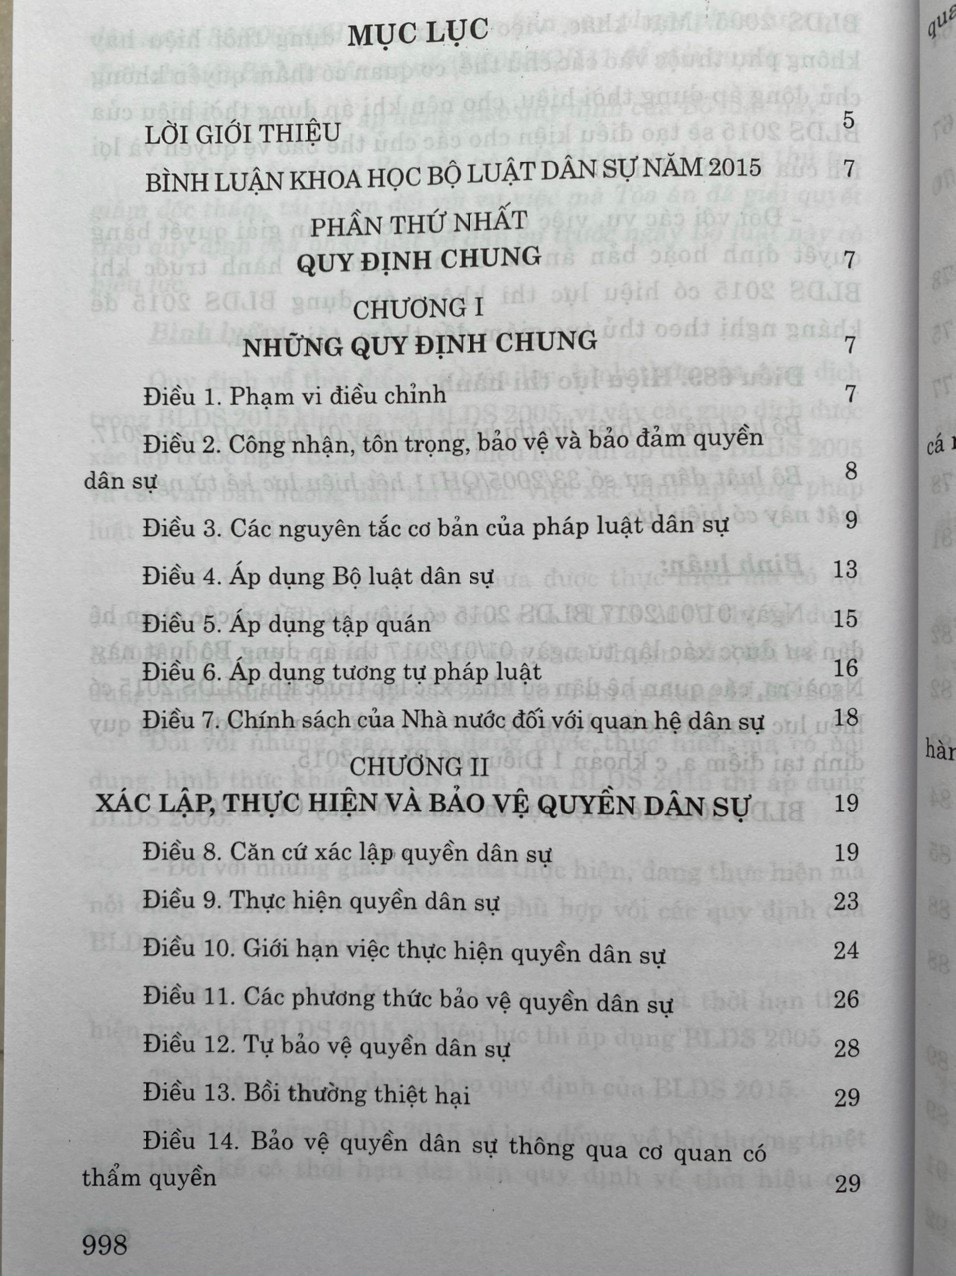 MỤC LỤC
LỜI GIỚI THIỆU 5
BÌNH LUẬN KHOA HỌC BỘ LUẬT DÂN SỰ NĂM 2015 7
PHẦN THỨ NHẤT
QUY ĐỊNH CHUNG 7
CHƯƠNG I
NHỮNG QUY ĐỊNH CHUNG 7
Điều 1. Phạm vi điều chỉnh 7
Điều 2. Công nhận, tôn trọng, bảo vệ và bảo đảm quyền
dân sự 8
Điều 3. Các nguyên tắc cơ bản của pháp luật dân sự 9
Điều 4. Áp dụng Bộ luật dân sự 13
Điều 5. Áp dụng tập quán 15
Điều 6. Áp dụng tương tự pháp luật 16
Điều 7. Chính sách của Nhà nước đối với quan hệ dân sự 18
CHƯƠNG II
XÁC LẬP, THỰC HIỆN VÀ BẢO VỆ QUYỀN DÂN SỰ 19
Điều 8. Căn cứ xác lập quyền dân sự 19
Điều 9. Thực hiện quyền dân sự 23
Điều 10. Giới hạn việc thực hiện quyền dân sự 24
Điều 11. Các phương thức bảo vệ quyền dân sự 26
Điều 12. Tự bảo vệ quyền dân sự 28
Điều 13. Bồi thường thiệt hại 29
Điều 14. Bảo vệ quyền dân sự thông qua cơ quan có
thẩm quyền 29
998